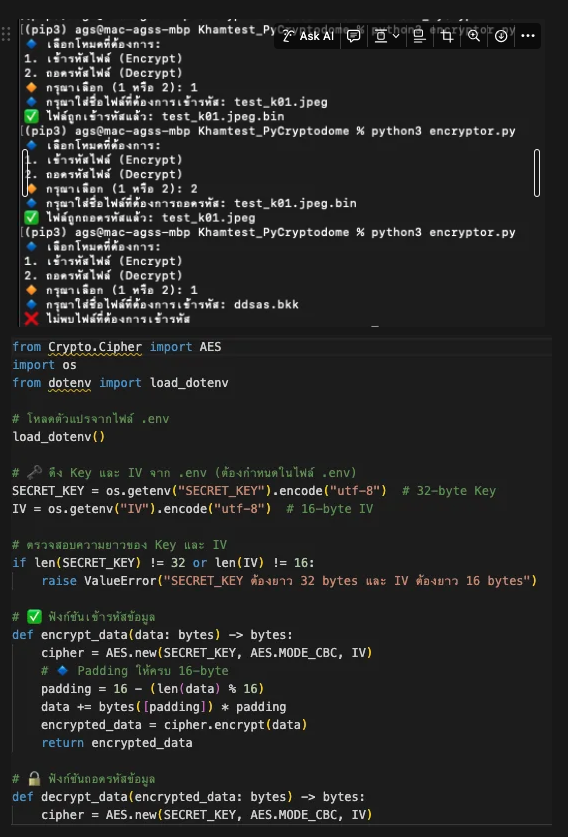 [(pip3) ags@mac-agss-mbp Khamtest_PyCryptodome % python3 encryptor.py
Ask AI
🔹 เลือกโหมดที่ต้องการ:
1. เข้ารหัสไฟล์ (Encrypt)
2. ถอดรหัสไฟล์ (Decrypt)
🔸 กรุณาเลือก (1 หรือ 2): 1
🔹 กรุณาใส่ชื่อไฟล์ที่ต้องการเข้ารหัส: test_k01.jpeg
✅ ไฟล์ถูกเข้ารหัสแล้ว: test_k01.jpeg.bin
[(pip3) ags@mac-agss-mbp Khamtest_PyCryptodome % python3 encryptor.py
🔹 เลือกโหมดที่ต้องการ:
1. เข้ารหัสไฟล์ (Encrypt)
2. ถอดรหัสไฟล์ (Decrypt)
🔸 กรุณาเลือก (1 หรือ 2): 2
🔹 กรุณาใส่ชื่อไฟล์ที่ต้องการถอดรหัส: test_k01.jpeg.bin
✅ ไฟล์ถูกถอดรหัสแล้ว: test_k01.jpeg
[(pip3) ags@mac-agss-mbp Khamtest_PyCryptodome % python3 encryptor.py
🔹 เลือกโหมดที่ต้องการ:
1. เข้ารหัสไฟล์ (Encrypt)
2. ถอดรหัสไฟล์ (Decrypt)
🔸 กรุณาเลือก (1 หรือ 2): 1
🔹 กรุณาใส่ชื่อไฟล์ที่ต้องการเข้ารหัส: ddsas.bkk
❌ ไม่พบไฟล์ที่ต้องการเข้ารหัส
from Crypto.Cipher import AES
import os
from dotenv import load_dotenv
# โหลดตัวแปรจากไฟล์ .env
load_dotenv()
# 🗝️ ดึง Key และ IV จาก .env (ต้องกำหนดในไฟล์ .env)
SECRET_KEY = os.getenv("SECRET_KEY").encode("utf-8")  # 32-byte Key
IV = os.getenv("IV").encode("utf-8")  # 16-byte IV
# ตรวจสอบความยาวของ Key และ IV
if len(SECRET_KEY) != 32 or len(IV) != 16:
    raise ValueError("SECRET_KEY ต้องยาว 32 bytes และ IV ต้องยาว 16 bytes")
# ✅ ฟังก์ชันเข้ารหัสข้อมูล
def encrypt_data(data: bytes) -> bytes:
    cipher = AES.new(SECRET_KEY, AES.MODE_CBC, IV)
    # 🔹 Padding ให้ครบ 16-byte
    padding = 16 - (len(data) % 16)
    data += bytes([padding]) * padding
    encrypted_data = cipher.encrypt(data)
    return encrypted_data
# 🔓 ฟังก์ชันถอดรหัสข้อมูล
def decrypt_data(encrypted_data: bytes) -> bytes:
    cipher = AES.new(SECRET_KEY, AES.MODE_CBC, IV)